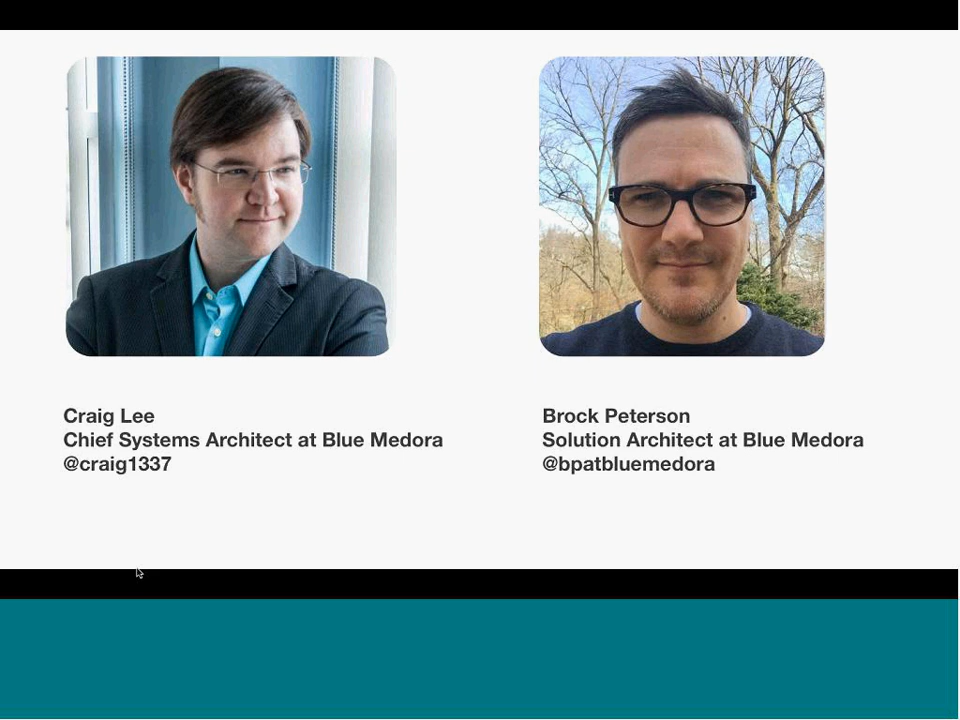 Craig Lee
Chief Systems Architect at Blue Medora
@craig1337
Brock Peterson
Solution Architect at Blue Medora
@bpatbluemedora